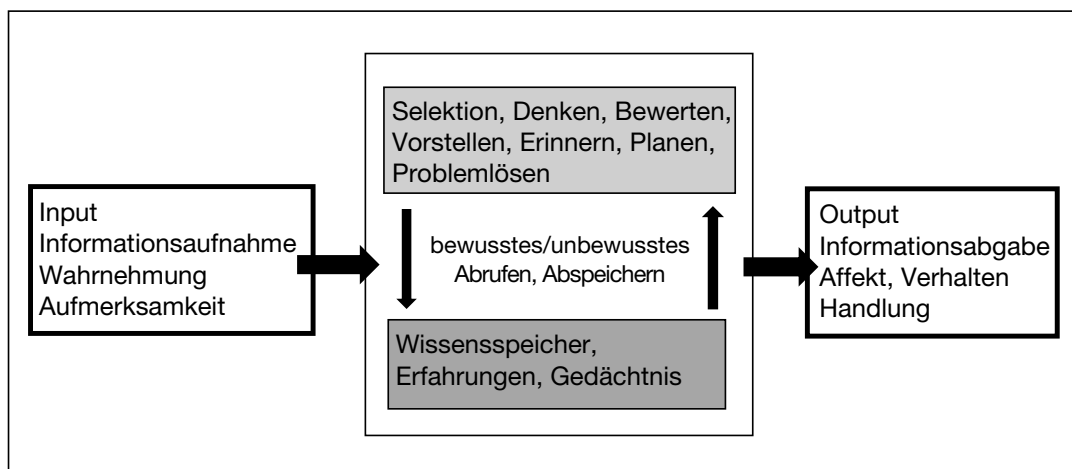 Input
Informationsaufnahme
Wahrnehmung
Aufmerksamkeit
Selektion, Denken, Bewerten,
Vorstellen, Erinnern, Planen,
Problemlösen
bewusstes/unbewusstes
Abrufen, Abspeichern
Wissensspeicher,
Erfahrungen, Gedächtnis
Output
Informationsabgabe
Affekt, Verhalten
Handlung